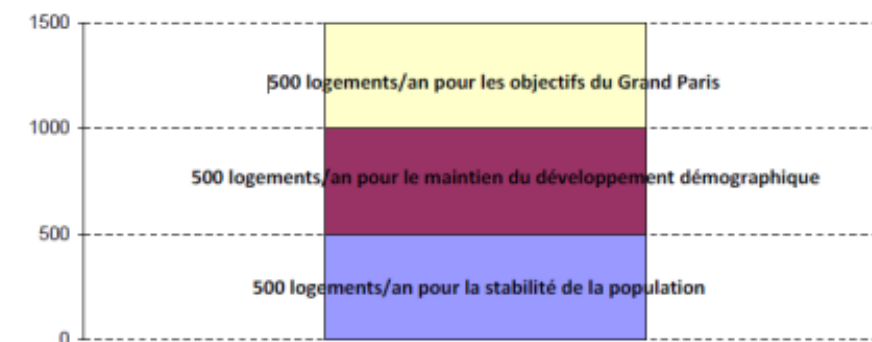 1500
500 logements/an pour les objectifs du Grand Paris
1000
500 logements/an pour le maintien du développement démographique
500
500 logements/an pour la stabilité de la population
0